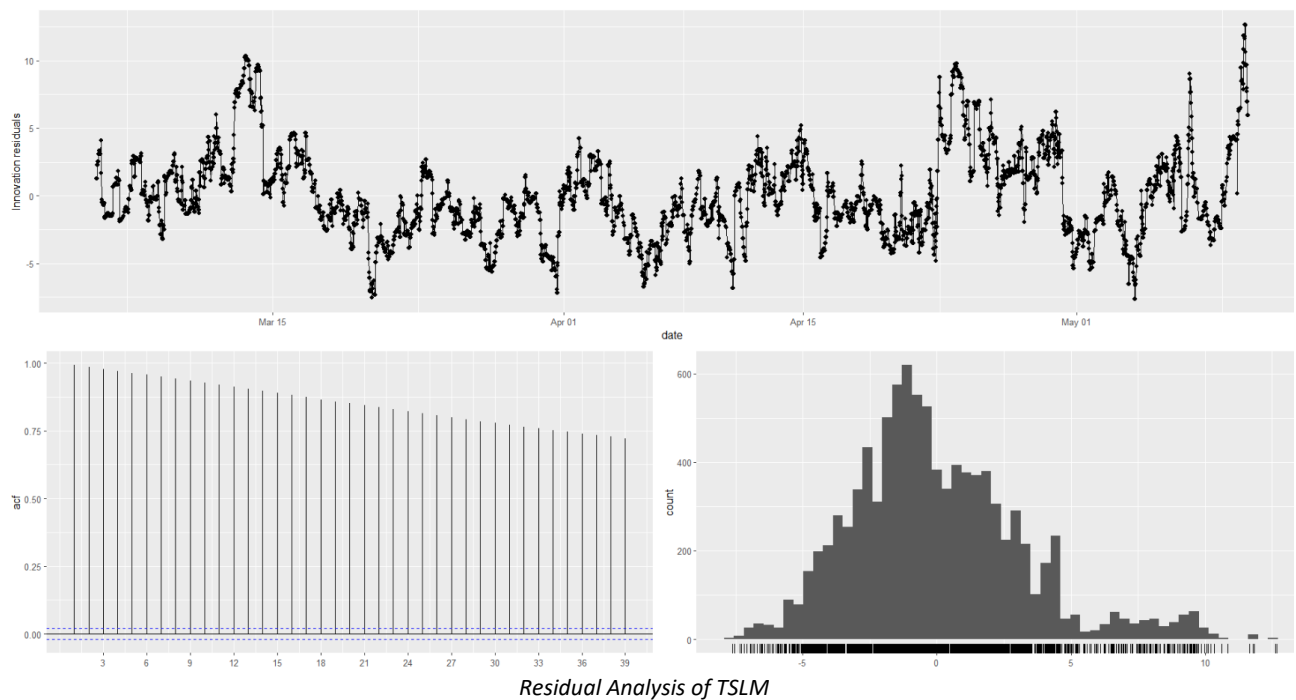 10
5
0
-5
Innovation residuals
Mar 15
Apr 01
Apr 15
May 01
date
1.00
0.75
0.50
0.25
0.00
acf
3 6 9 12 15 18 21 24 27 30 33 36 39
600
400
200
0
count
-5 0 5 10
Residual Analysis of TSLM